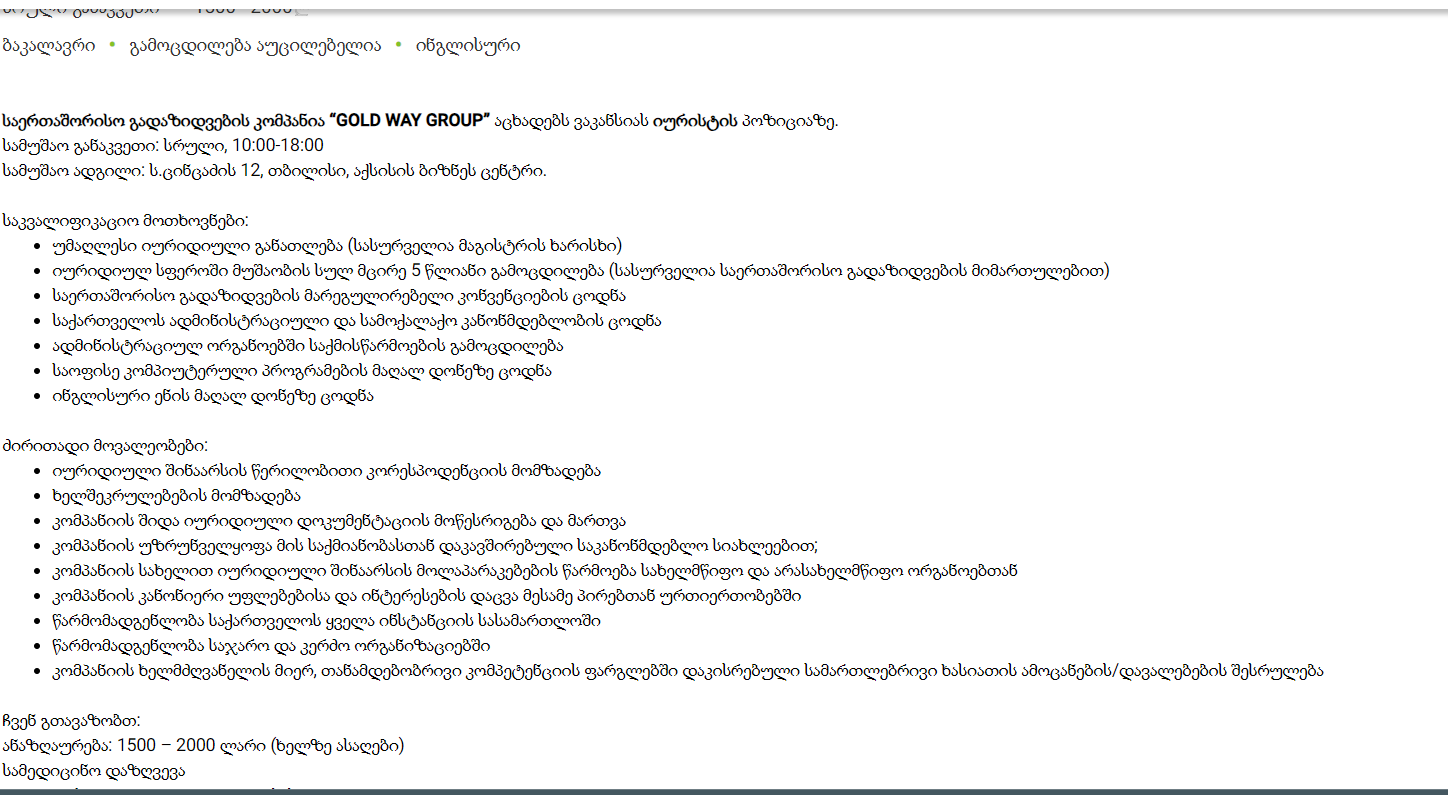 ბაკალავრი • გამოცდილება აუცილებელია • ინგლისური
საერთაშორისო გადაზიდვების კომპანია “GOLD WAY GROUP” აცხადებს ვაკანსიას იურისტის პოზიციაზე.
სამუშაო განაკვეთი: სრული, 10:00-18:00
სამუშაო ადგილი: ს.ცინცაძის 12, თბილისი, აქსისის ბიზნეს ცენტრი.
საკვალიფიკაციო მოთხოვნები:
• უმაღლესი იურიდიული განათლება (სასურველია მაგისტრის ხარისხი)
• იურიდიულ სფეროში მუშაობის სულ მცირე 5 წლიანი გამოცდილება (სასურველია საერთაშორისო გადაზიდვების მიმართულებით)
• საერთაშორისო გადაზიდვების მარეგულირებელი კონვენციების ცოდნა
• საქართველოს ადმინისტრაციული და სამოქალაქო კანონმდებლობის ცოდნა
• ადმინისტრაციულ ორგანოებში საქმისწარმოების გამოცდილება
• საოფისე კომპიუტერული პროგრამების მაღალ დონეზე ცოდნა
• ინგლისური ენის მაღალ დონეზე ცოდნა
ძირითადი მოვალეობები:
• იურიდიული შინაარსის წერილობითი კორესპოდენციის მომზადება
• ხელშეკრულებების მომზადება
• კომპანიის შიდა იურიდიული დოკუმენტაციის მოწესრიგება და მართვა
• კომპანიის უზრუნველყოფა მის საქმიანობასთან დაკავშირებული საკანონმდებლო სიახლეებით;
• კომპანიის სახელით იურიდიული შინაარსის მოლაპარაკებების წარმოება სახელმწიფო და არასახელმწიფო ორგანოებთან
• კომპანიის კანონიერი უფლებებისა და ინტერესების დაცვა მესამე პირებთან ურთიერთობებში
• წარმომადგენლობა საქართველოს ყველა ინსტანციის სასამართლოში
• წარმომადგენლობა საჯარო და კერძო ორგანიზაციებში
• კომპანიის ხელმძღვანელის მიერ, თანამდებობრივი კომპეტენციის ფარგლებში დაკისრებული სამართლებრივი ხასიათის ამოცანების/დავალებების შესრულება
ჩვენ გთავაზობთ:
ანაზღაურება: 1500 – 2000 ლარი (ხელზე ასაღები)
სამედიცინო დაზღვევა